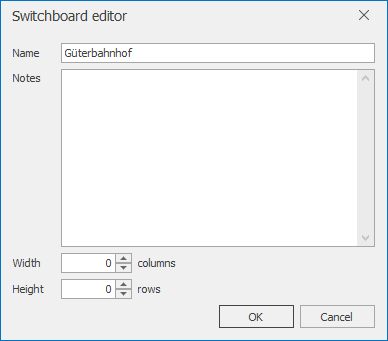 Switchboard editor
Name Güterbahnhof
Notes
Width 0 columns
Height 0 rows
OK Cancel